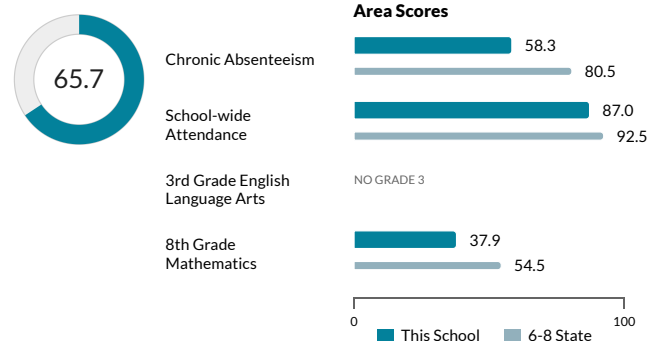 Area Scores
65.7
Chronic Absenteeism
58.3
80.5
School-wide
Attendance
87.0
92.5
3rd Grade English
Language Arts
NO GRADE 3
8th Grade
Mathematics
37.9
54.5
0
100
This School
6-8 State